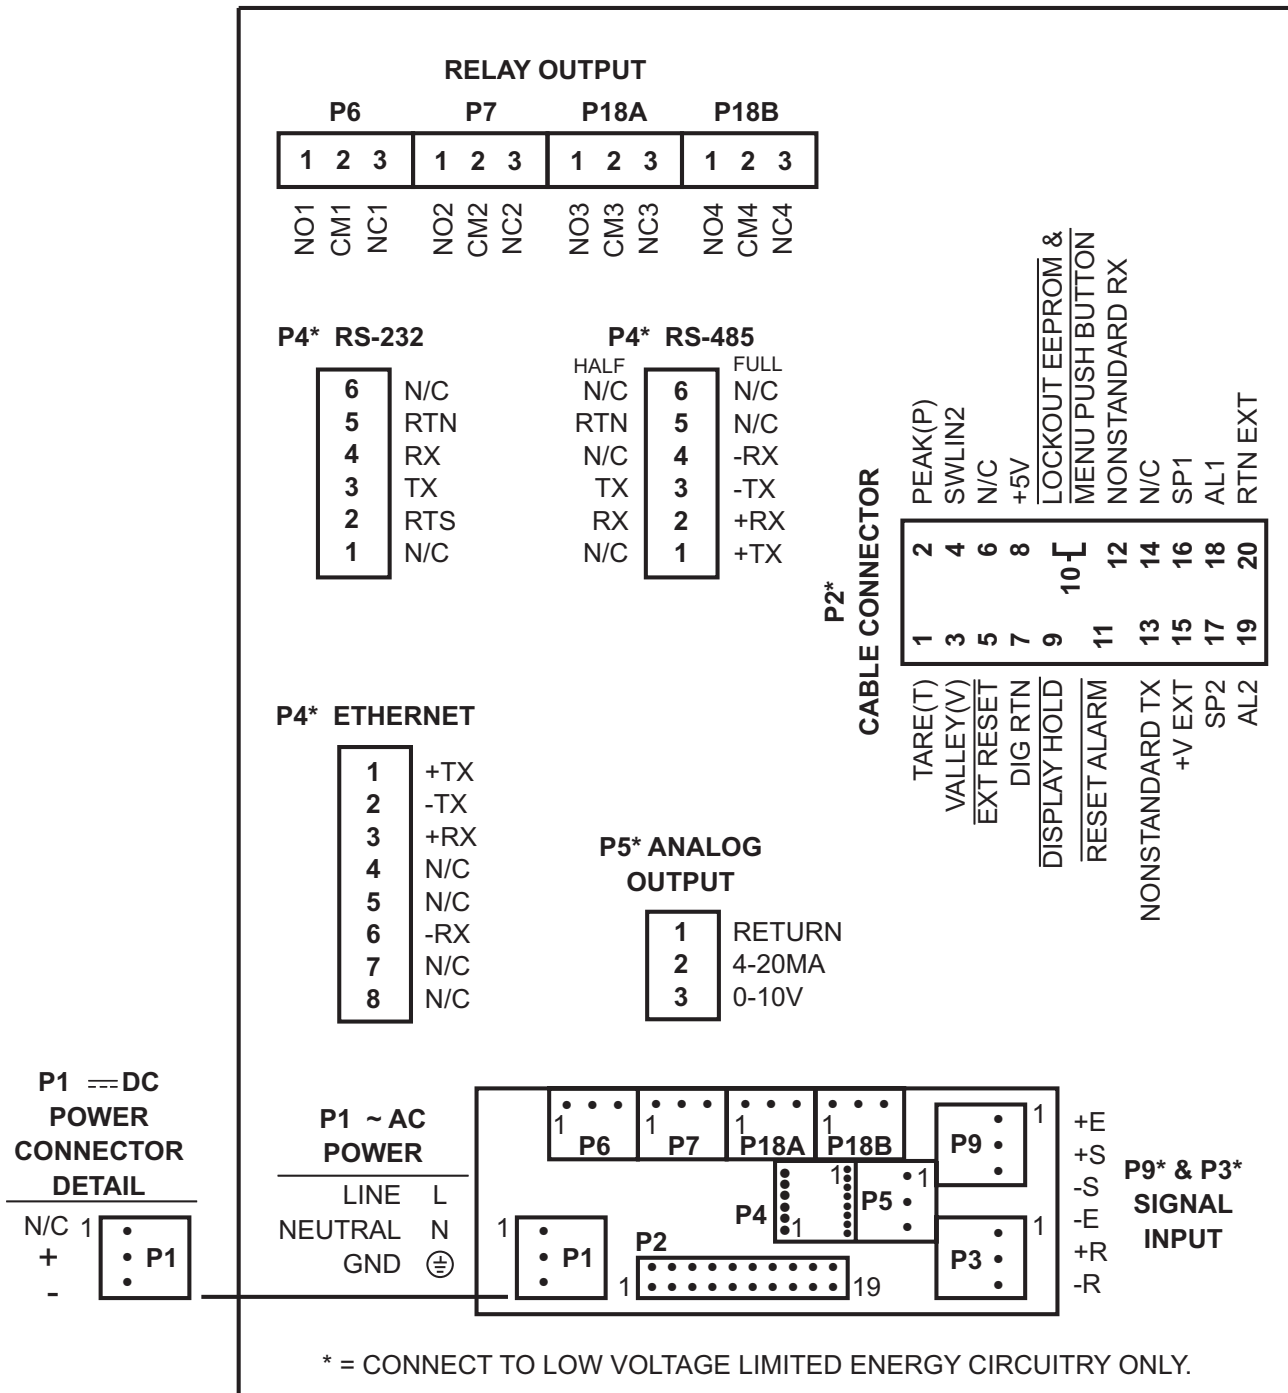 RELAY OUTPUT
P6 P7 P18A P18B
1 2 3 1 2 3 1 2 3 1 2 3
NO1 CM1 NC1 NO2 CM2 NC2 NO3 CM3 NC3 NO4 CM4 NC4
P4* RS-232
6 N/C
5 RTN
4 RX
3 TX
2 RTS
1 N/C
P4* RS-485
HALF FULL
N/C 6 N/C
RTN 5 N/C
N/C 4 -RX
TX 3 -TX
RX 2 +RX
N/C 1 +TX
P2*
CABLE CONNECTOR
PEAK(P)
SWLIN2
N/C
+5V
LOCKOUT EEPROM &
MENU PUSH BUTTON
NONSTANDARD RX
N/C
SP1
AL1
RTN EXT
2 4 6 8 10 12 14 16 18 20
1 3 5 7 9 11 13 15 17 19
TARE(T)
VALLEY(V)
EXT RESET
DIG RTN
DISPLAY HOLD
RESET ALARM
NONSTANDARD TX
+V EXT
SP2
AL2
P4* ETHERNET
1 +TX
2 -TX
3 +RX
4 N/C
5 N/C
6 -RX
7 N/C
8 N/C
P5* ANALOG
OUTPUT
1 RETURN
2 4-20MA
3 0-10V
P1 DC
POWER
CONNECTOR
DETAIL
N/C 1
+
-
P1
P1 ~ AC
POWER
LINE L
NEUTRAL N
GND
1 P1
1 P6
1 P7
1 P18A
1 P18B
P4 1 1
P5 1
P2
1 19
P9 1
P3 1
+E
+S
-S
-E
+R
-R
P9* & P3*
SIGNAL
INPUT
* = CONNECT TO LOW VOLTAGE LIMITED ENERGY CIRCUITRY ONLY.